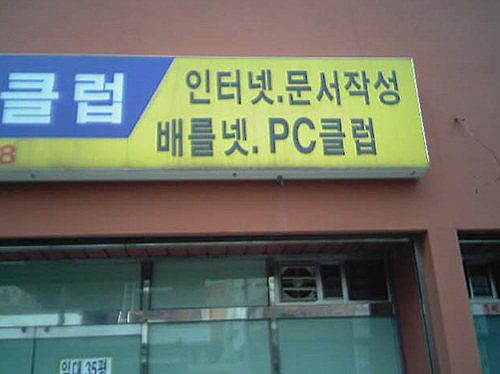 클럽
인터넷.문서작성
배틀넷. PC클럽
8
임대 35평